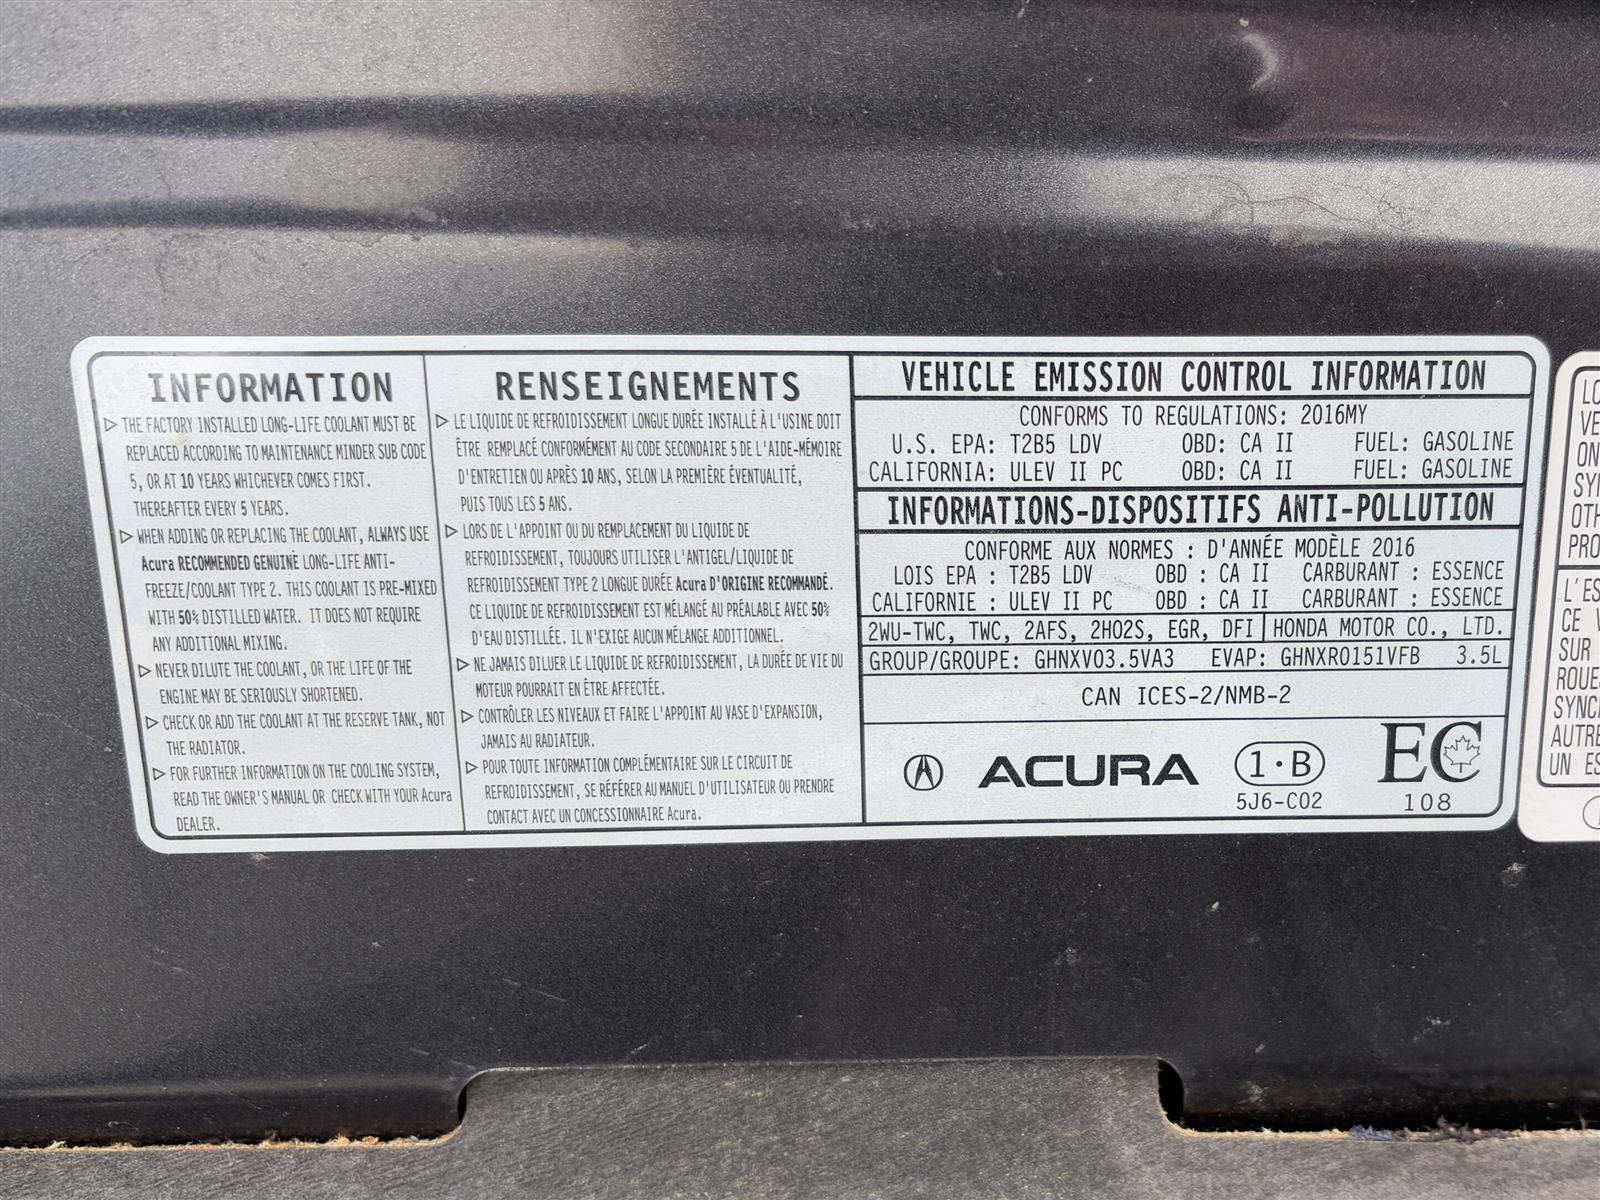 INFORMATION
▷ THE FACTORY INSTALLED LONG-LIFE COOLANT MUST BE
REPLACED ACCORDING TO MAINTENANCE MINDER SUB CODE
5, OR AT 10 YEARS WHICHEVER COMES FIRST.
THEREAFTER EVERY 5 YEARS.
▷ WHEN ADDING OR REPLACING THE COOLANT, ALWAYS USE
Acura RECOMMENDED GENUINE LONG-LIFE ANTI-
FREEZE/COOLANT TYPE 2. THIS COOLANT IS PRE-MIXED
WITH 50% DISTILLED WATER. IT DOES NOT REQUIRE
ANY ADDITIONAL MIXING.
▷ NEVER DILUTE THE COOLANT, OR THE LIFE OF THE
ENGINE MAY BE SERIOUSLY SHORTENED.
▷ CHECK OR ADD THE COOLANT AT THE RESERVE TANK, NOT
THE RADIATOR.
▷ FOR FURTHER INFORMATION ON THE COOLING SYSTEM,
READ THE OWNER'S MANUAL OR CHECK WITH YOUR Acura
DEALER.
RENSEIGNEMENTS
▷ LE LIQUIDE DE REFROIDISSEMENT LONGUE DURÉE INSTALLÉ À L'USINE DOIT
ÊTRE REMPLACÉ CONFORMÉMENT AU CODE SECONDAIRE 5 DE L'AIDE-MÉMOIRE
D'ENTRETIEN OU APRÈS 10 ANS, SELON LA PREMIÈRE ÉVENTUALITÉ,
PUIS TOUS LES 5 ANS.
▷ LORS DE L'APPOINT OU DU REMPLACEMENT DU LIQUIDE DE
REFROIDISSEMENT, TOUJOURS UTILISER L'ANTIGEL/LIQUIDE DE
REFROIDISSEMENT TYPE 2 LONGUE DURÉE Acura D'ORIGINE RECOMMANDÉ.
CE LIQUIDE DE REFROIDISSEMENT EST MÉLANGÉ AU PRÉALABLE AVEC 50%
D'EAU DISTILLÉE. IL N'EXIGE AUCUN MÉLANGE ADDITIONNEL.
▷ NE JAMAIS DILUER LE LIQUIDE DE REFROIDISSEMENT, LA DURÉE DE VIE DU
MOTEUR POURRAIT EN ÊTRE AFFECTÉE.
▷ CONTRÔLER LES NIVEAUX ET FAIRE L'APPOINT AU VASE D'EXPANSION,
JAMAIS AU RADIATEUR.
▷ POUR TOUTE INFORMATION COMPLÉMENTAIRE SUR LE CIRCUIT DE
REFROIDISSEMENT, SE RÉFÉRER AU MANUEL D'UTILISATEUR OU PRENDRE
CONTACT AVEC UN CONCESSIONNAIRE Acura.
VEHICLE EMISSION CONTROL INFORMATION
CONFORMS TO REGULATIONS: 2016MY
U.S. EPA: T2B5 LDV OBD: CA II FUEL: GASOLINE
CALIFORNIA: ULEV II PC OBD: CA II FUEL: GASOLINE
INFORMATIONS-DISPOSITIFS ANTI-POLLUTION
CONFORME AUX NORMES : D'ANNÉE MODÈLE 2016
LOIS EPA : T2B5 LDV OBD : CA II CARBURANT : ESSENCE
CALIFORNIE : ULEV II PC OBD : CA II CARBURANT : ESSENCE
2WU-TWC, TWC, 2AFS, 2HO2S, EGR, DFI HONDA MOTOR CO., LTD.
GROUP/GROUPE: GHNXV03.5VA3 EVAP: GHNXR0151VFB 3.5L
CAN ICES-2/NMB-2
ACURA 1·B EC
5J6-C02 108
ON
PRO
L'ES
CE V
SUR
ROUE
SYNC
AUTRE
UN ES